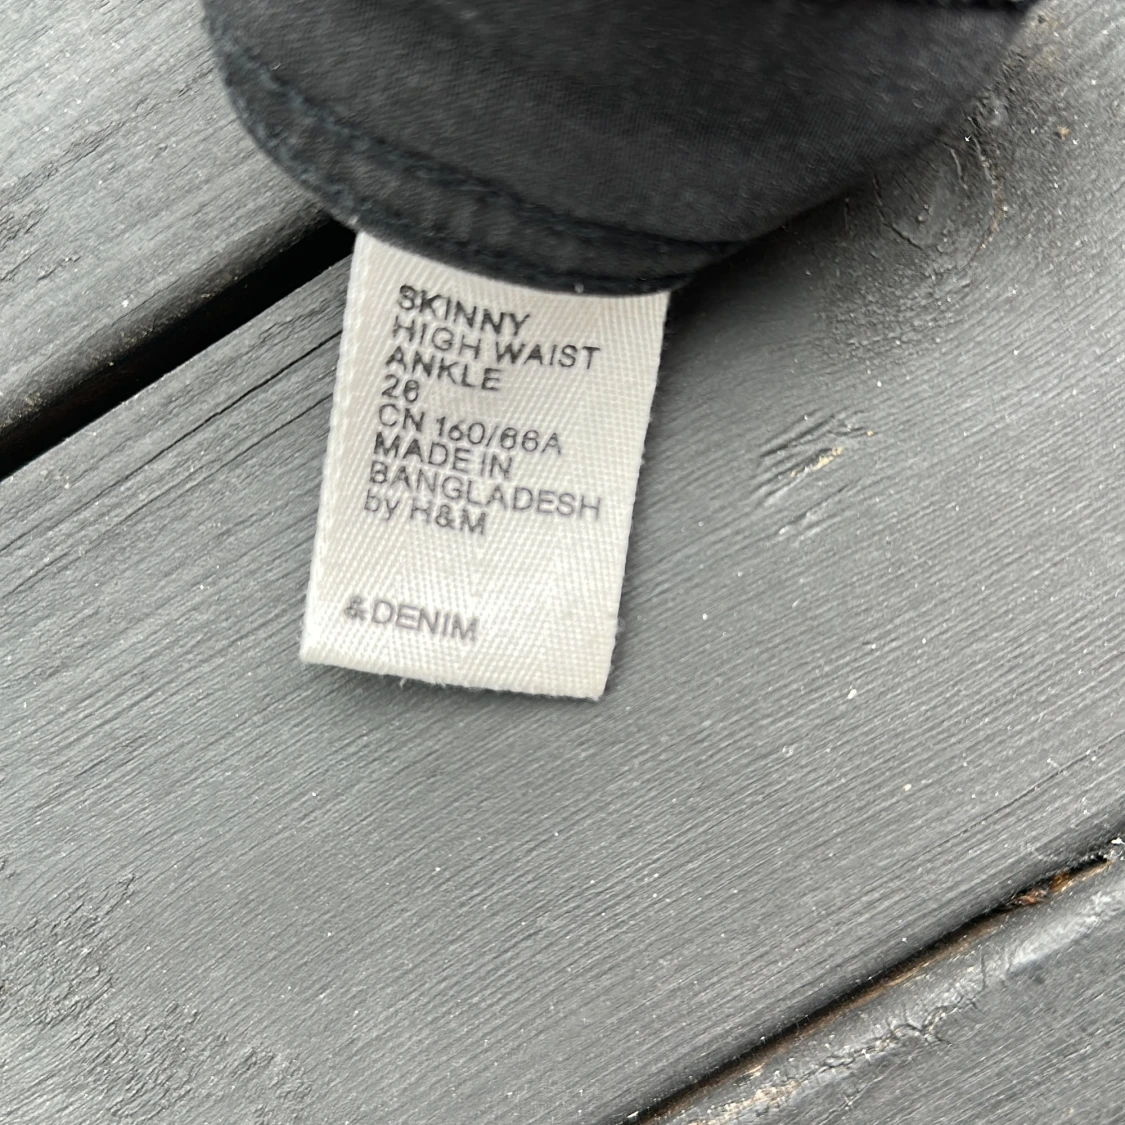 SKINNY
HIGH WAIST
ANKLE
26
CN 160/66A
MADE IN
BANGLADESH
by H&M
&DENIM